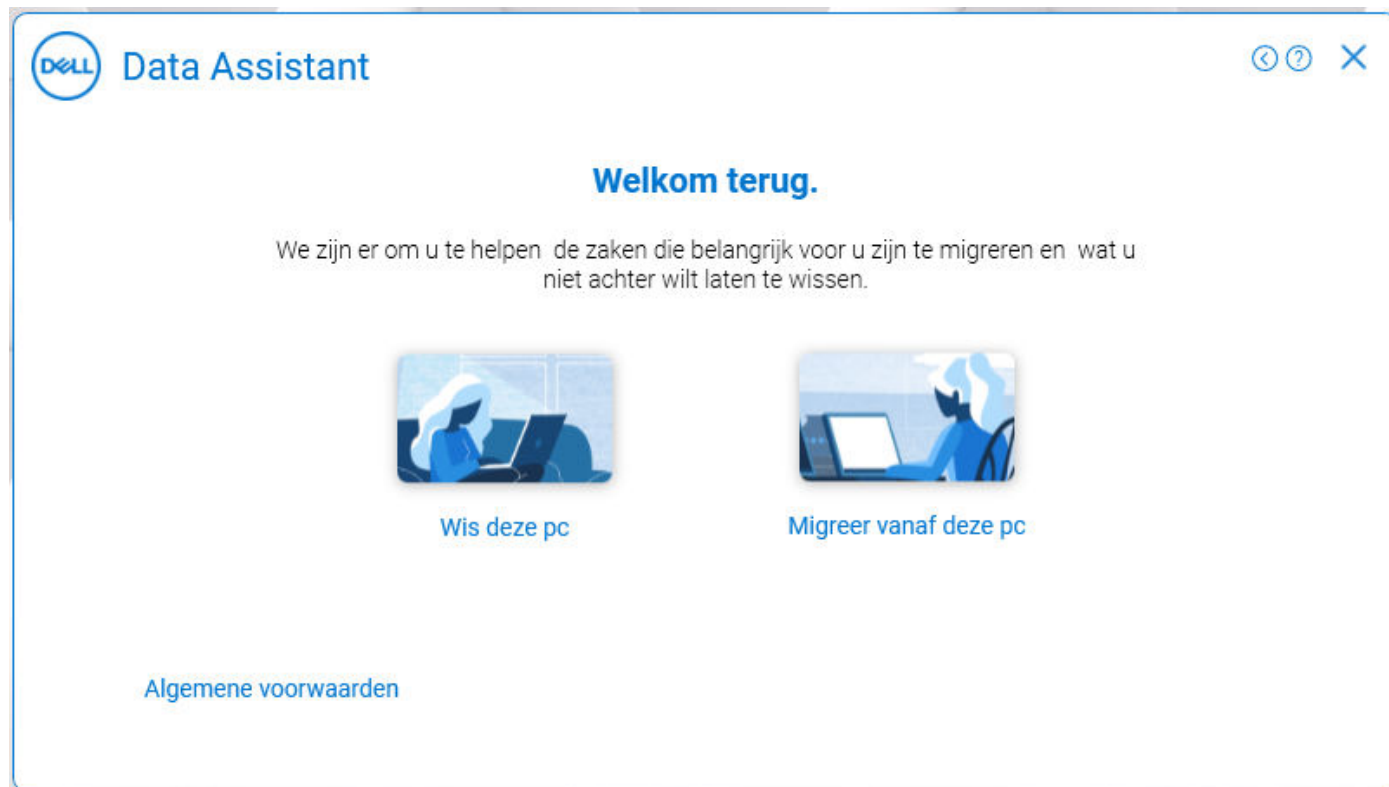 DELL
Data Assistant
Welkom terug.
We zijn er om u te helpen  de zaken die belangrijk voor u zijn te migreren en  wat u
niet achter wilt laten te wissen.
Wis deze pc
Migreer vanaf deze pc
Algemene voorwaarden